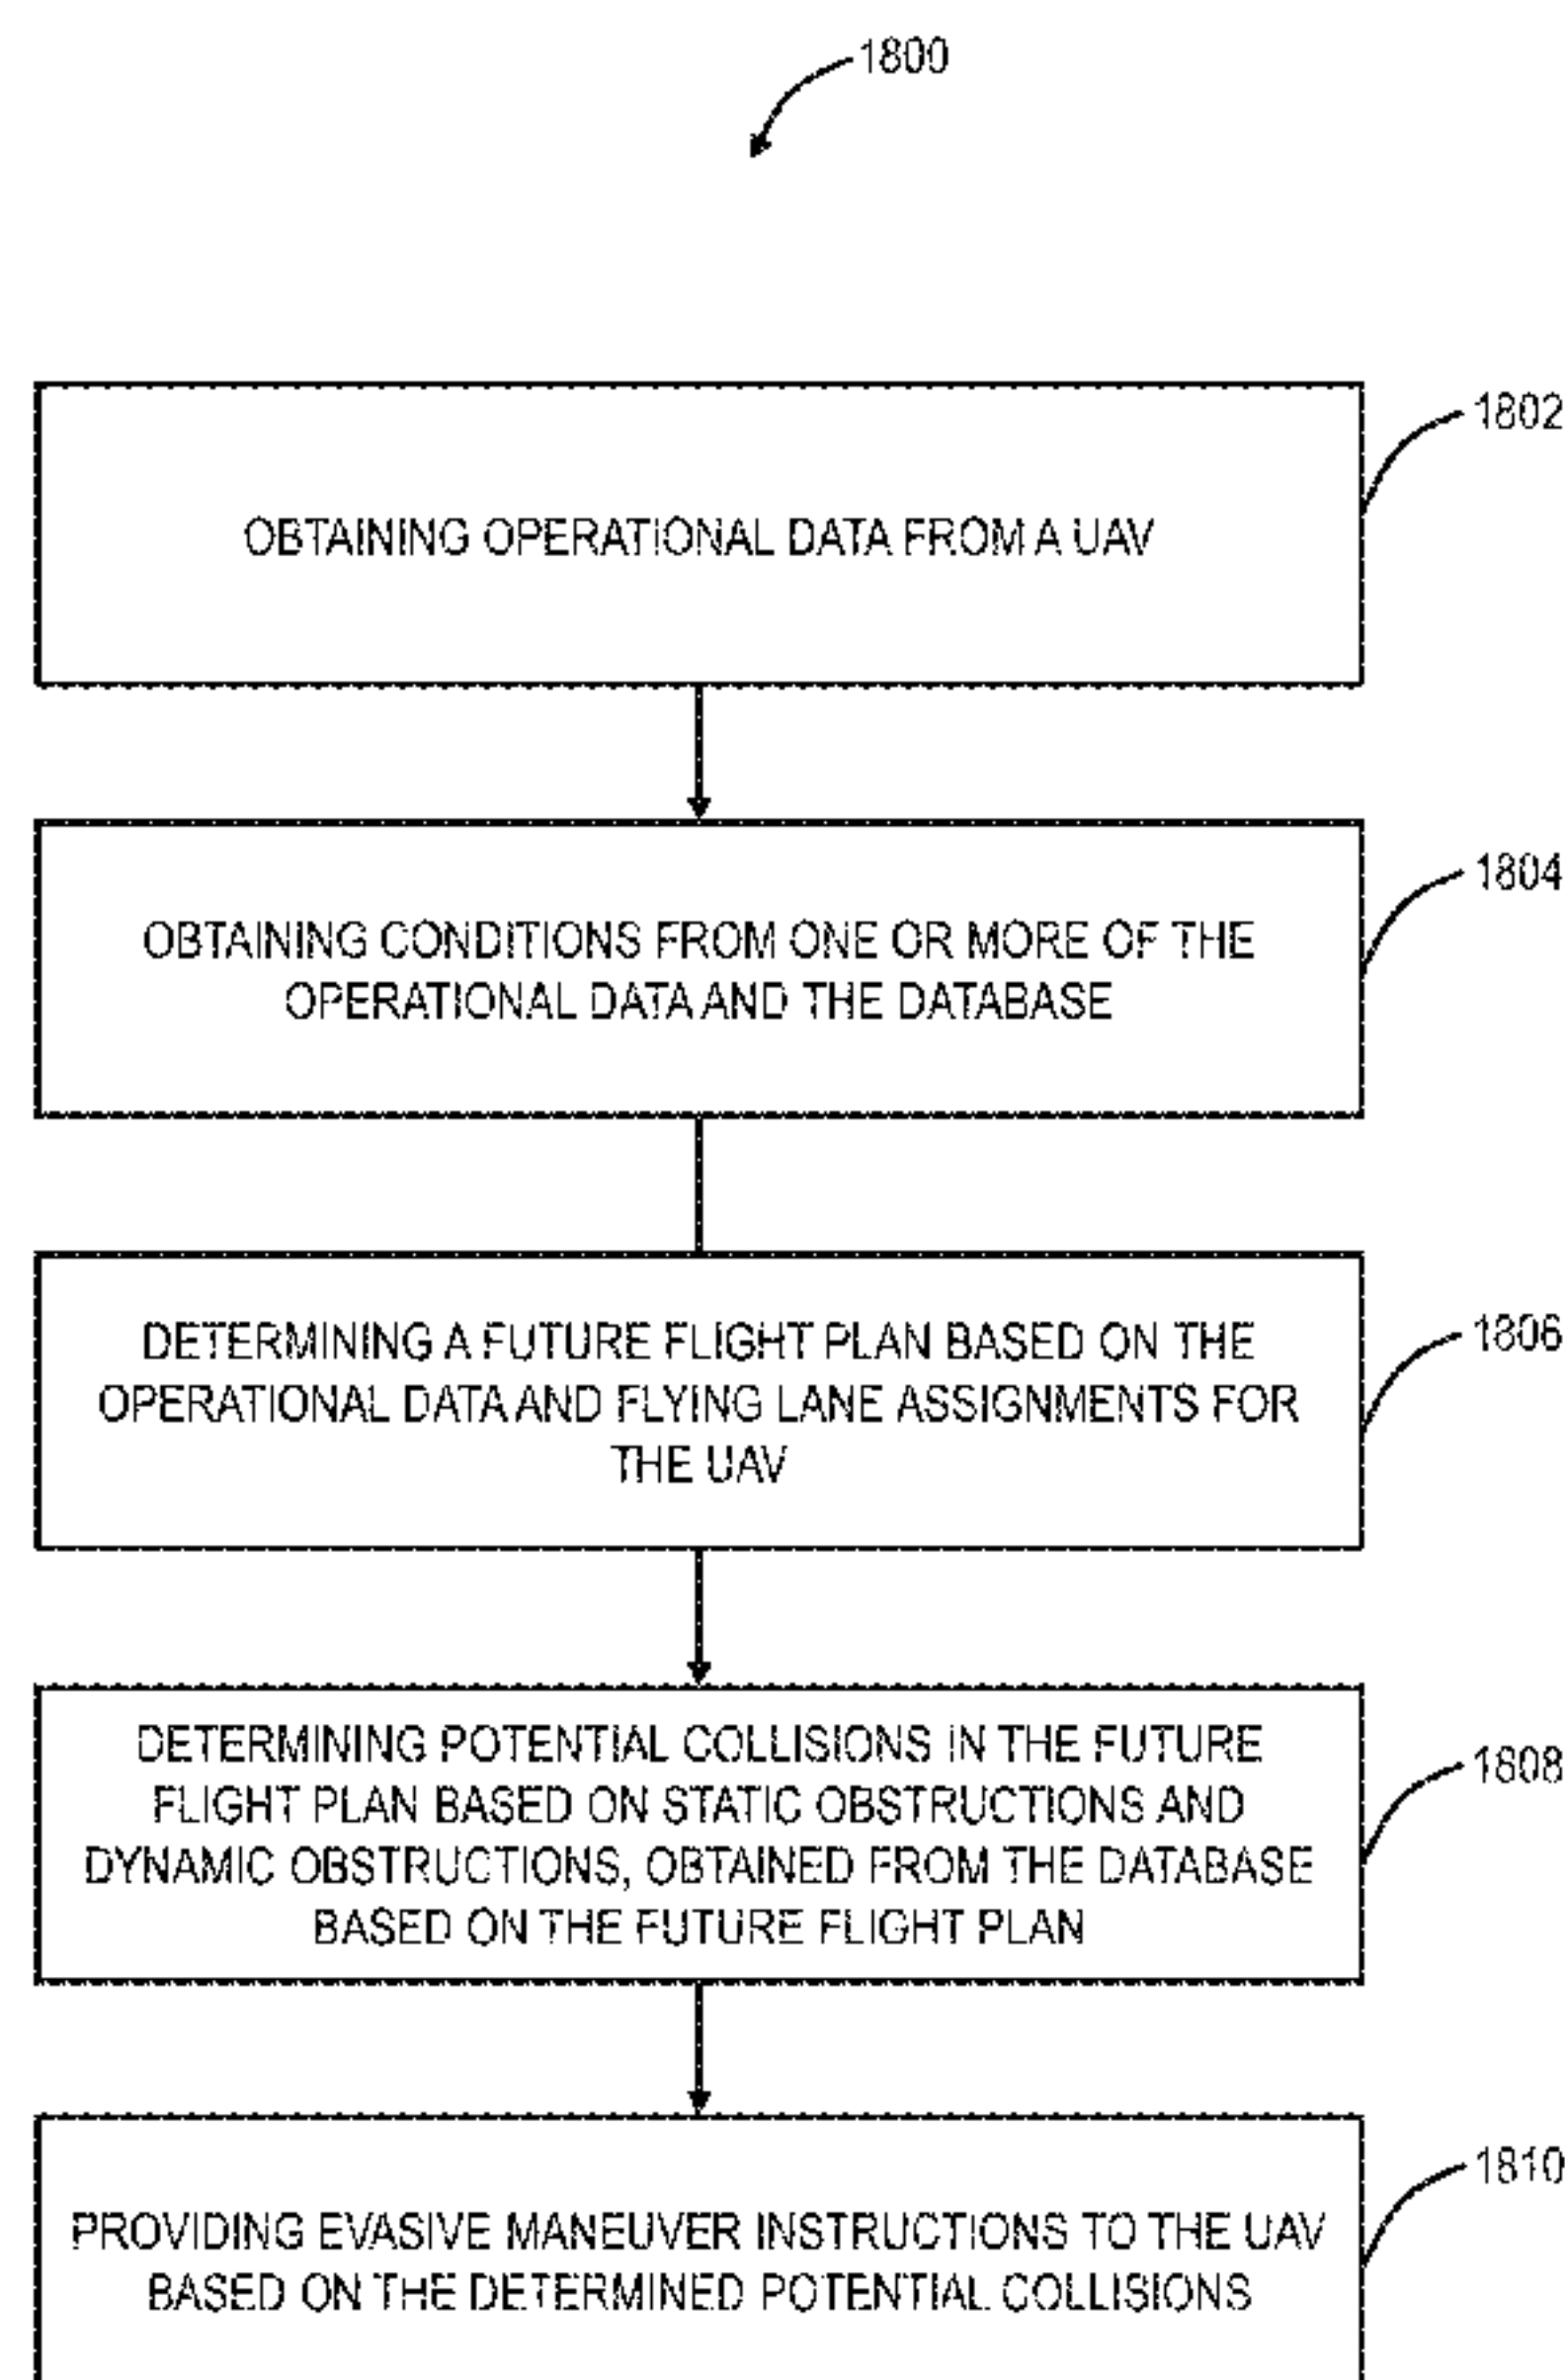 1800
1802
OBTAINING OPERATIONAL DATA FROM A UAV
1804
OBTAINING CONDITIONS FROM ONE OR MORE OF THE
OPERATIONAL DATA AND THE DATABASE
1806
DETERMINING A FUTURE FLIGHT PLAN BASED ON THE
OPERATIONAL DATA AND FLYING LANE ASSIGNMENTS FOR
THE UAV
1808
DETERMINING POTENTIAL COLLISIONS IN THE FUTURE
FLIGHT PLAN BASED ON STATIC OBSTRUCTIONS AND
DYNAMIC OBSTRUCTIONS, OBTAINED FROM THE DATABASE
BASED ON THE FUTURE FLIGHT PLAN
1810
PROVIDING EVASIVE MANEUVER INSTRUCTIONS TO THE UAV
BASED ON THE DETERMINED POTENTIAL COLLISIONS